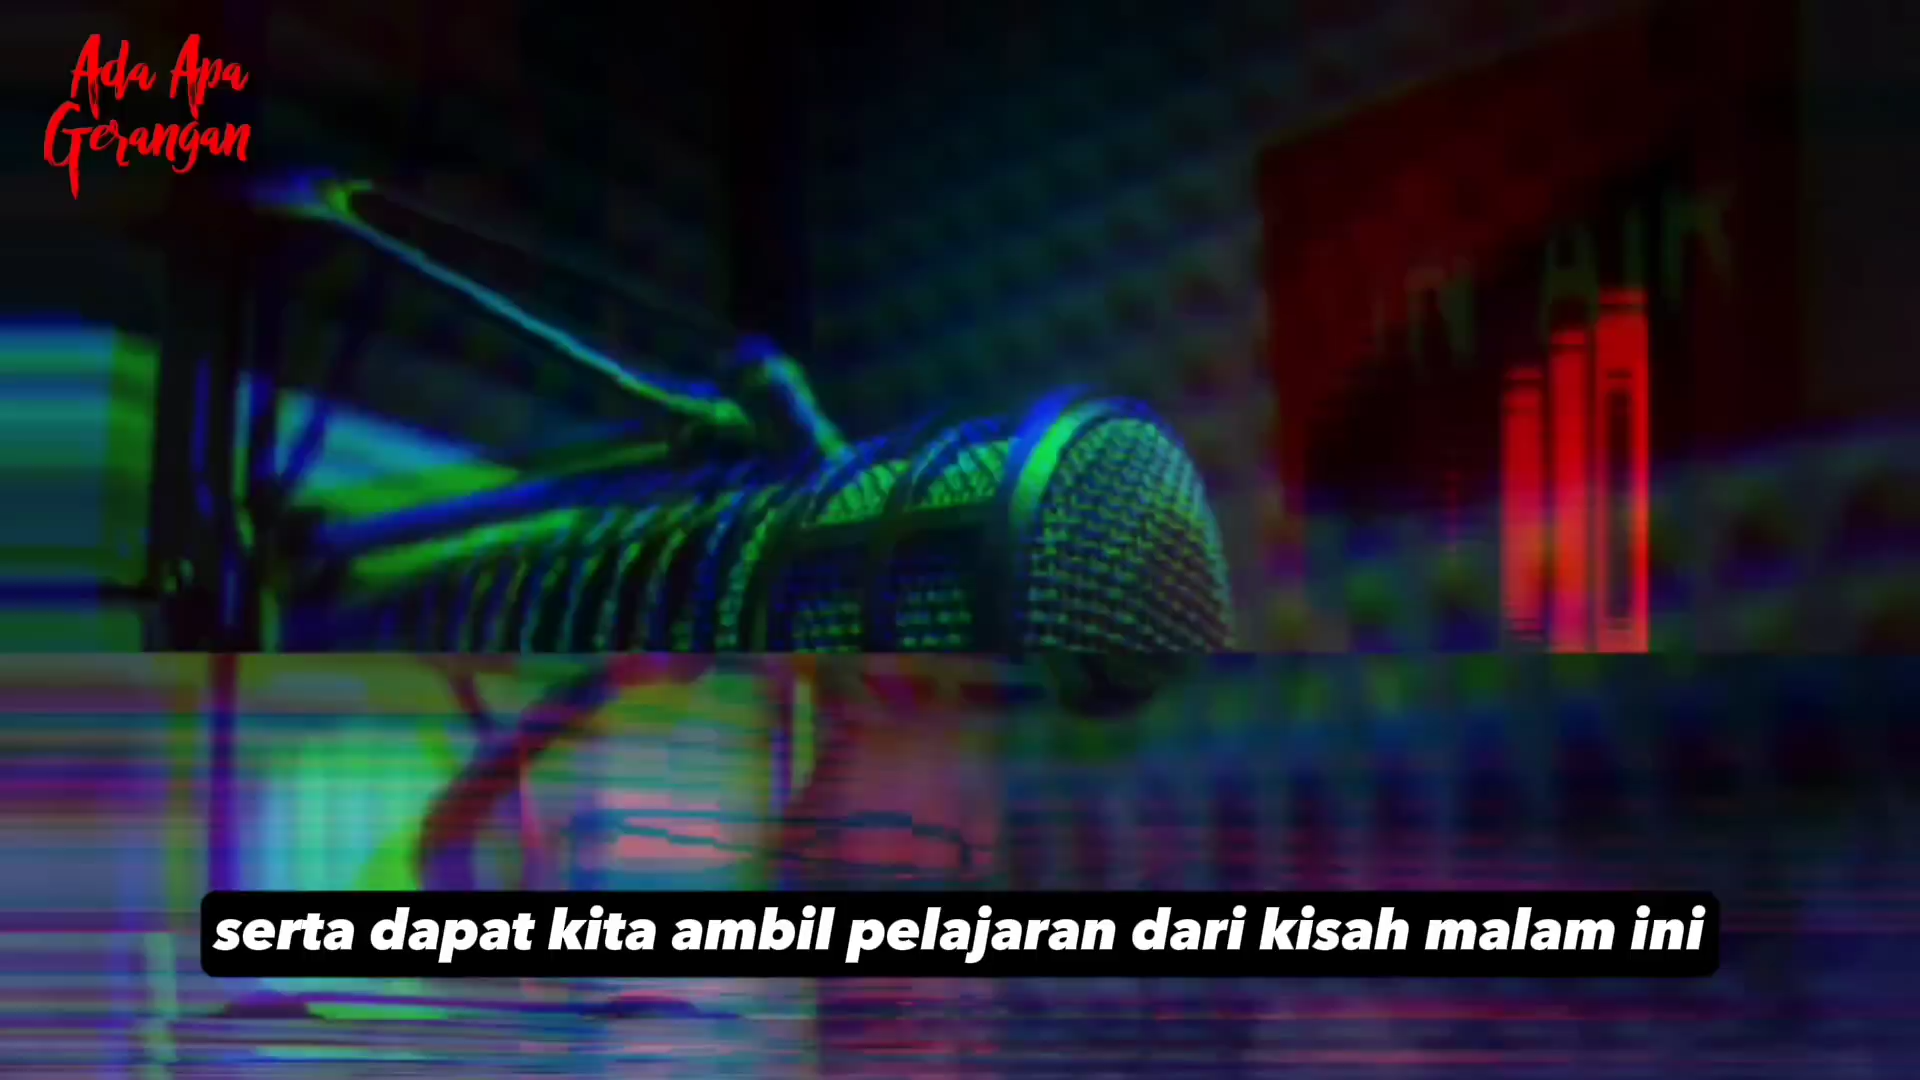 Ada Apa
Gerangan
serta dapat kita ambil pelajaran dari kisah malam ini